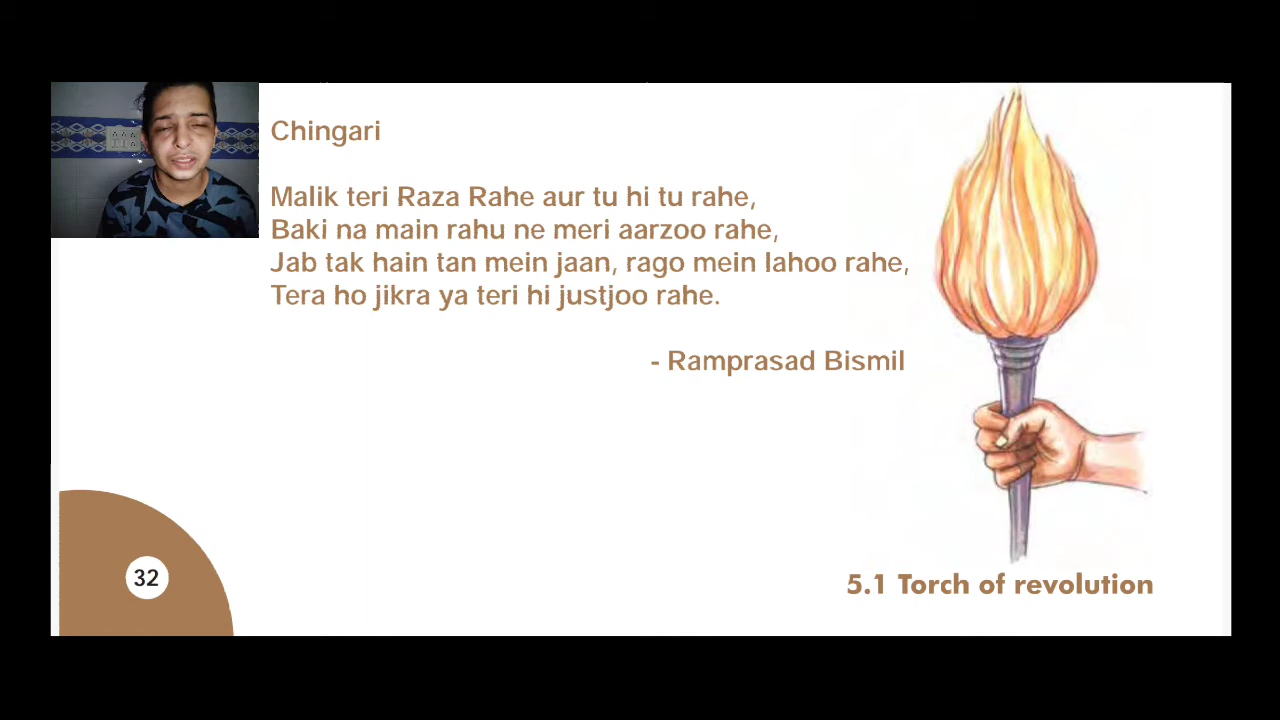 Chingari
Malik teri Raza Rahe aur tu hi tu rahe,
Baki na main rahu ne meri aarzoo rahe,
Jab tak hain tan mein jaan, rago mein lahoo rahe,
Tera ho jikra ya teri hi justjoo rahe.
- Ramprasad Bismil
32
5.1 Torch of revolution